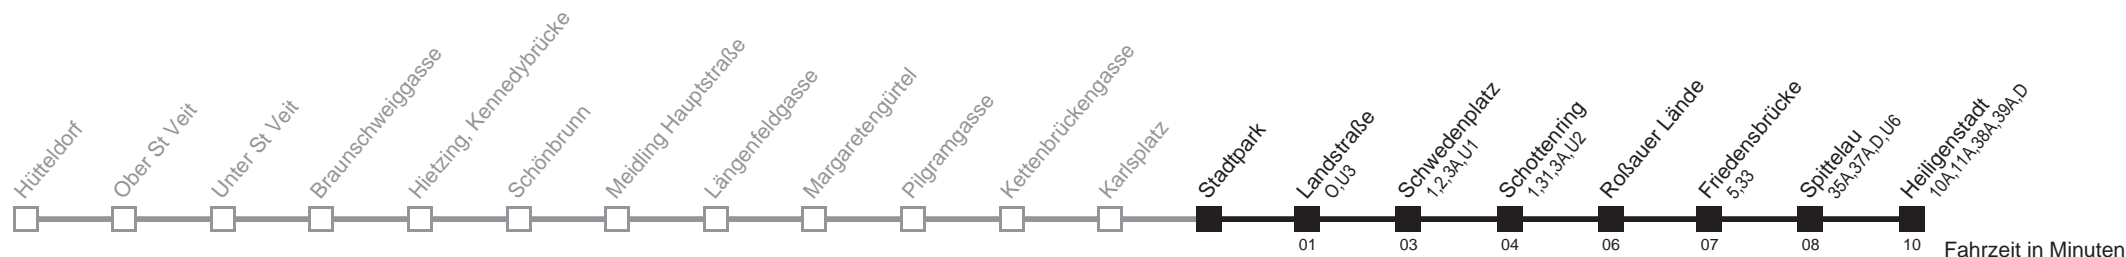 Hütteldorf
Ober St Veit
Unter St Veit
Braunschweiggasse
Hietzing, Kennedybrücke
Schönbrunn
Meidling Hauptstraße
Längenfeldgasse
Margaretengürtel
Pilgramgasse
Kettenbrückengasse
Karlsplatz
Stadtpark
Landstraße
O,U3
Schwedenplatz
1,2,3A,U1
Schottenring
1,31,3A,U2
Roßauer Lände
Friedensbrücke
5,33
Spittelau
35A,37A,D,U6
Heiligenstadt
10A,11A,38A,39A,D
01
03
04
06
07
08
10
Fahrzeit in Minuten